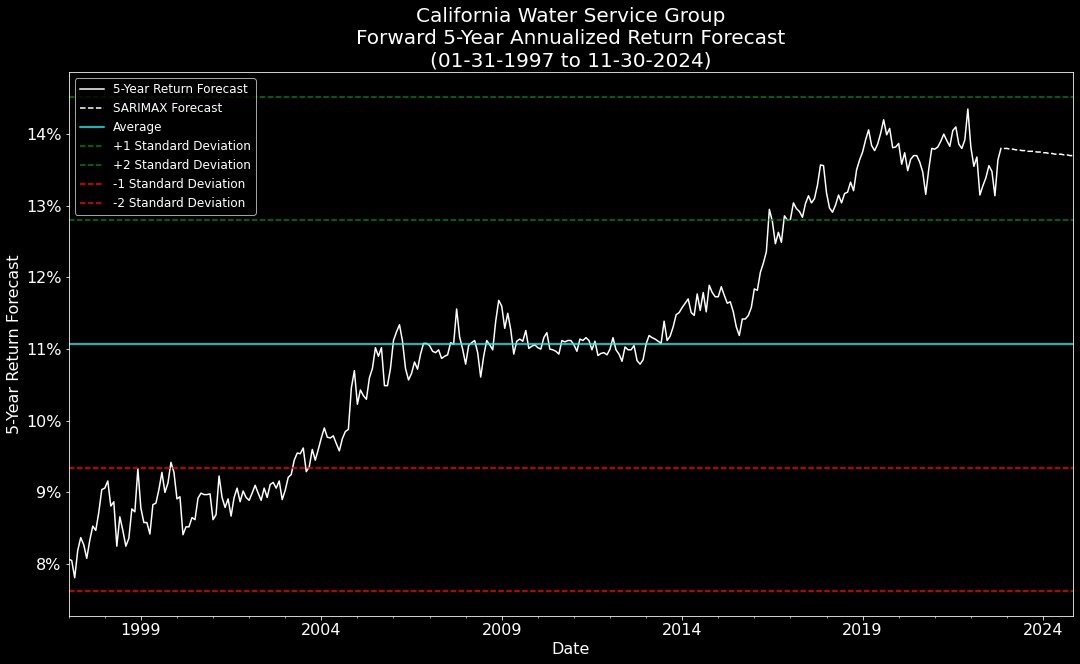 California Water Service Group
Forward 5-Year Annualized Return Forecast
(01-31-1997 to 11-30-2024)
5-Year Return Forecast
SARIMAX Forecast
Average
+1 Standard Deviation
+2 Standard Deviation
-1 Standard Deviation
-2 Standard Deviation
5-Year Return Forecast
14%
13%
12%
11%
10%
9%
8%
1999
2004
2009
2014
2019
2024
Date